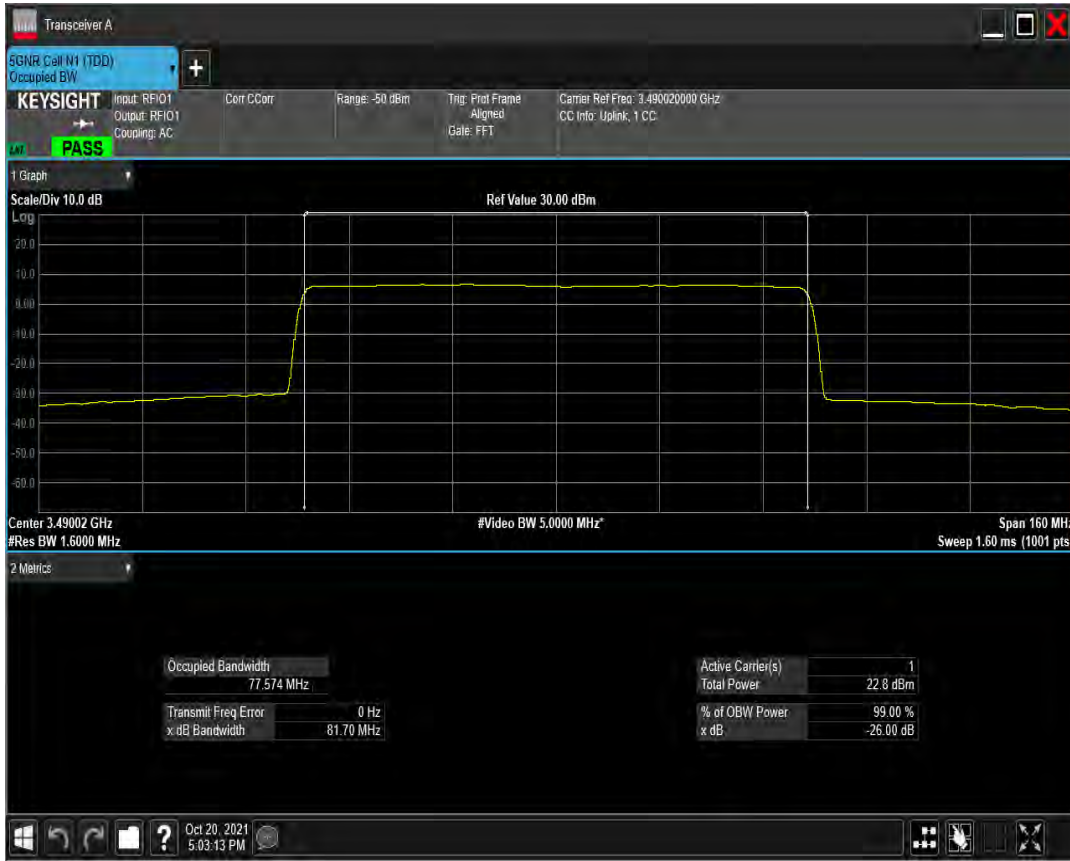 Transceiver A
5GNR Cell N1 (TDD)
Occupied BW
+
KEYSIGHT
Input: RFIO1
Output: RFIO1
Coupling: AC
Corr CCorr
Range: -50 dBm
Trig: Prot Frame
Aligned
Gate: FFT
Carrier Ref Freq: 3.490020000 GHz
CC Info: Uplink, 1 CC
PASS
1 Graph
Scale/Div 10.0 dB
Ref Value 30.00 dBm
Log
20.0
10.0
0.00
-10.0
-20.0
-30.0
-40.0
-50.0
-60.0
Center 3.49002 GHz
#Video BW 5.0000 MHz*
Span 160 MHz
#Res BW 1.6000 MHz
Sweep 1.60 ms (1001 pts
2 Metrics
Occupied Bandwidth
77.574 MHz
Transmit Freq Error 0 Hz
x dB Bandwidth 81.70 MHz
Active Carrier(s) 1
Total Power 22.8 dBm
% of OBW Power 99.00 %
x dB -26.00 dB
?
Oct 20, 2021
5:03:13 PM